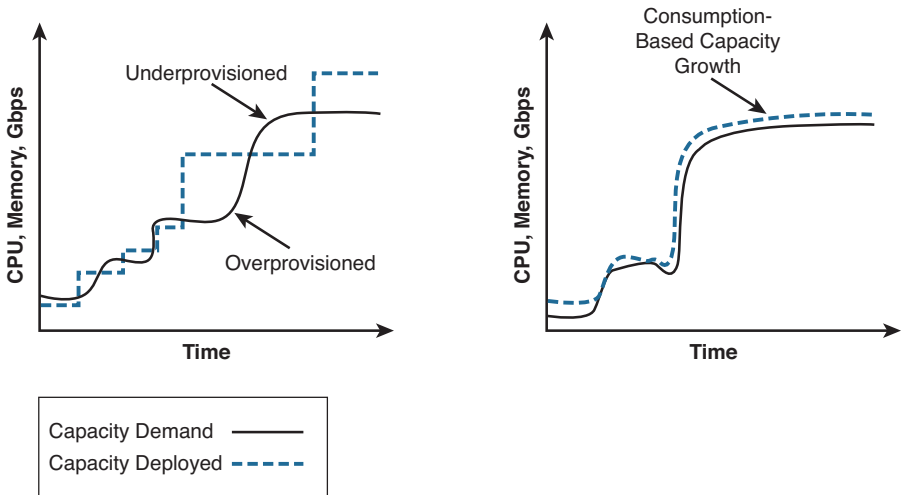 Underprovisioned
Overprovisioned
CPU, Memory, Gbps
Time
Consumption-
Based Capacity
Growth
CPU, Memory, Gbps
Time
Capacity Demand
Capacity Deployed